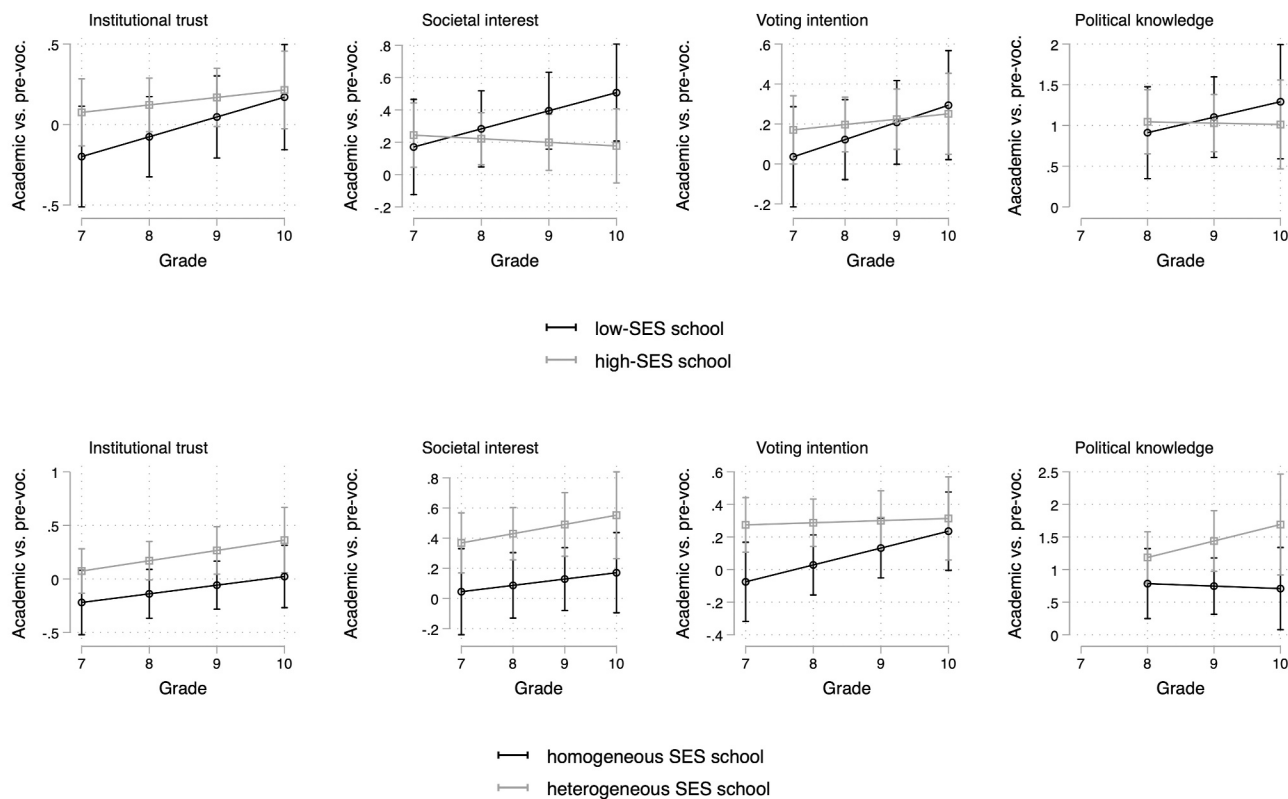 Institutional trust
Academic vs. pre-voc.
.5
0
-.5
7 8 9 10
Grade
Societal interest
Academic vs. pre-voc.
.8
.6
.4
.2
0
-.2
7 8 9 10
Grade
Voting intention
Academic vs. pre-voc.
.6
.4
.2
0
-.2
7 8 9 10
Grade
Political knowledge
Aacademic vs. pre-voc.
2
1.5
1
.5
0
7 8 9 10
Grade
low-SES school
high-SES school
Institutional trust
Academic vs. pre-voc.
1
.5
0
-.5
7 8 9 10
Grade
Societal interest
Academic vs. pre-voc.
.8
.6
.4
.2
0
-.2
7 8 9 10
Grade
Voting intention
Academic vs. pre-voc.
.6
.4
.2
0
-.2
-.4
7 8 9 10
Grade
Political knowledge
Academic vs. pre-voc.
2.5
2
1.5
1
.5
0
7 8 9 10
Grade
homogeneous SES school
heterogeneous SES school